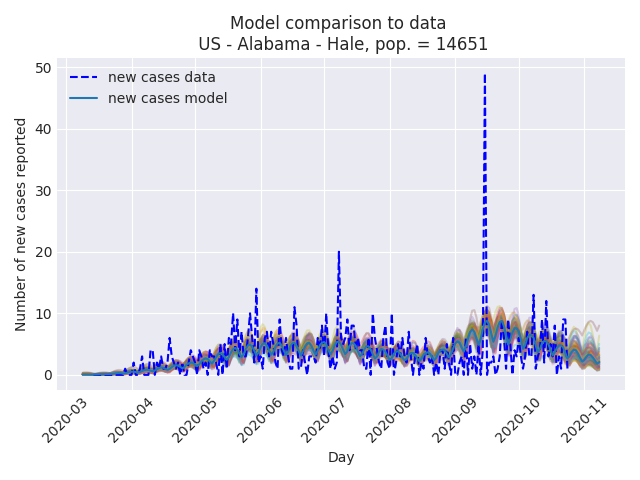 Model comparison to data
US - Alabama - Hale, pop. = 14651
new cases data
new cases model
Number of new cases reported
50
40
30
20
10
0
2020-03
2020-04
2020-05
2020-06
2020-07
2020-08
2020-09
2020-10
2020-11
Day